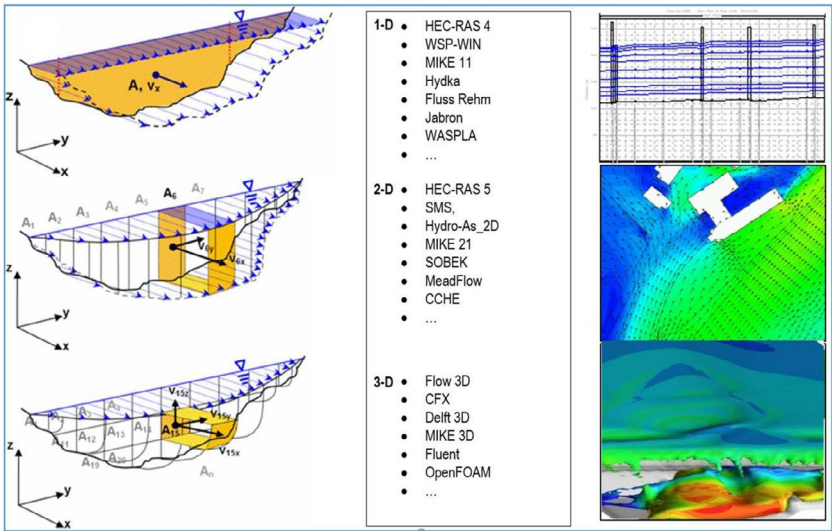 A, vx
z
y
x
1-D • HEC-RAS 4
• WSP-WIN
• MIKE 11
• Hydka
• Fluss Rehm
• Jabron
• WASPLA
• ...
A1 A2 A3 A4 A5 A6 A7
v6y
v6x
z
y
x
2-D • HEC-RAS 5
• SMS,
• Hydro-As_2D
• MIKE 21
• SOBEK
• MeadFlow
• CCHE
• ...
v15z
v15y
A15
v15x
A11 A12 A13 A14
A19 A20 An
z
y
x
3-D • Flow 3D
• CFX
• Delft 3D
• MIKE 3D
• Fluent
• OpenFOAM
• ...